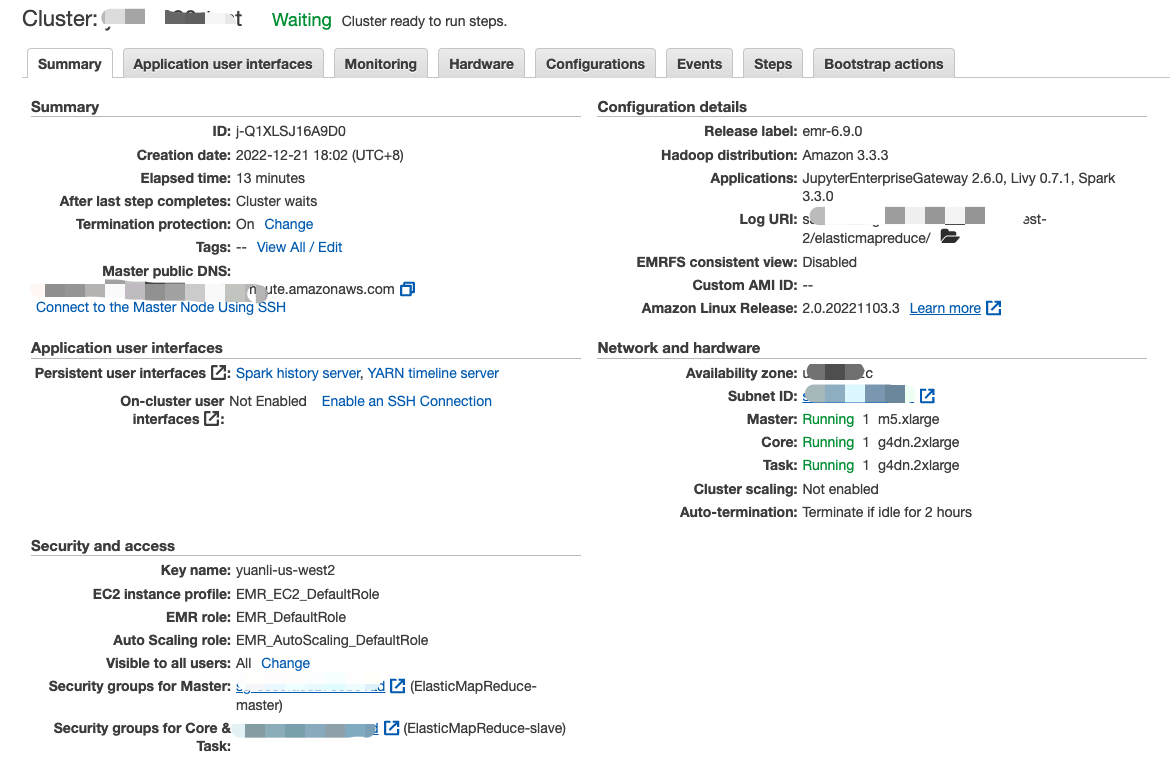 Cluster:
Waiting Cluster ready to run steps.
Summary
Application user interfaces
Monitoring
Hardware
Configurations
Events
Steps
Bootstrap actions
Summary
ID: j-Q1XLSJ16A9D0
Creation date: 2022-12-21 18:02 (UTC+8)
Elapsed time: 13 minutes
After last step completes: Cluster waits
Termination protection: On Change
Tags: -- View All / Edit
Master public DNS:
ute.amazonaws.com
Connect to the Master Node Using SSH
Configuration details
Release label: emr-6.9.0
Hadoop distribution: Amazon 3.3.3
Applications: JupyterEnterpriseGateway 2.6.0, Livy 0.7.1, Spark
3.3.0
Log URI: est-
2/elasticmapreduce/
EMRFS consistent view: Disabled
Custom AMI ID: --
Amazon Linux Release: 2.0.20221103.3 Learn more
Application user interfaces
Persistent user interfaces : Spark history server, YARN timeline server
On-cluster user Not Enabled Enable an SSH Connection
interfaces :
Network and hardware
Availability zone:
Subnet ID:
Master: Running 1 m5.xlarge
Core: Running 1 g4dn.2xlarge
Task: Running 1 g4dn.2xlarge
Cluster scaling: Not enabled
Auto-termination: Terminate if idle for 2 hours
Security and access
Key name: yuanli-us-west2
EC2 instance profile: EMR_EC2_DefaultRole
EMR role: EMR_DefaultRole
Auto Scaling role: EMR_AutoScaling_DefaultRole
Visible to all users: All Change
Security groups for Master: (ElasticMapReduce-
master)
Security groups for Core & (ElasticMapReduce-slave)
Task: